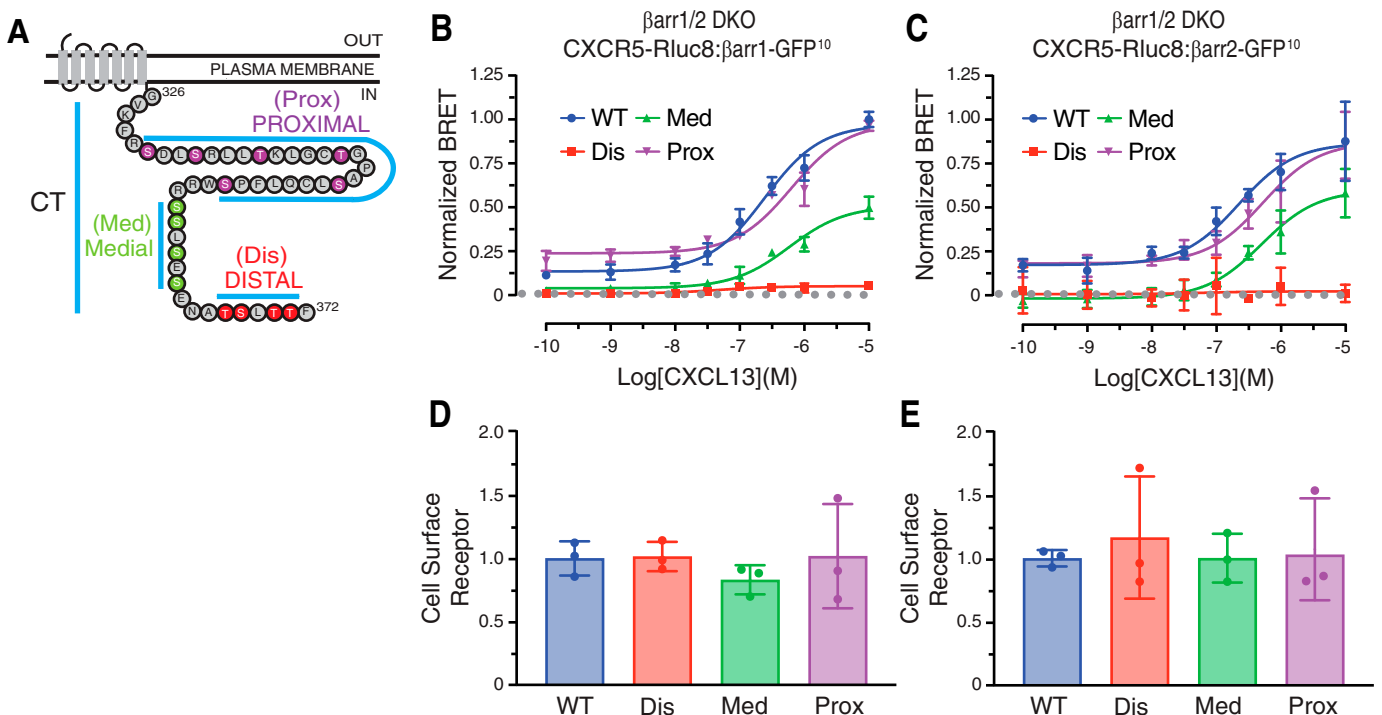 A
OUT
PLASMA MEMBRANE
IN
G 326
V
K
F
R
(Prox)
PROXIMAL
S D L S R L L T K L G C T G
P
R R W S P F L Q C L S A
CT
(Med)
Medial
S
S
L
S
E
S
E
(Dis)
DISTAL
N A T S L T T F 372
B
βarr1/2 DKO
CXCR5-Rluc8:βarr1-GFP¹⁰
Normalized BRET
1.25
1.00
0.75
0.50
0.25
0
WT Med
Dis Prox
-10 -9 -8 -7 -6 -5
Log[CXCL13](M)
C
βarr1/2 DKO
CXCR5-Rluc8:βarr2-GFP¹⁰
Normalized BRET
1.25
1.00
0.75
0.50
0.25
0
WT Med
Dis Prox
-10 -9 -8 -7 -6 -5
Log[CXCL13](M)
D
Cell Surface
Receptor
2.0
1.5
1.0
0.5
0
WT Dis Med Prox
E
Cell Surface
Receptor
2.0
1.5
1.0
0.5
0
WT Dis Med Prox